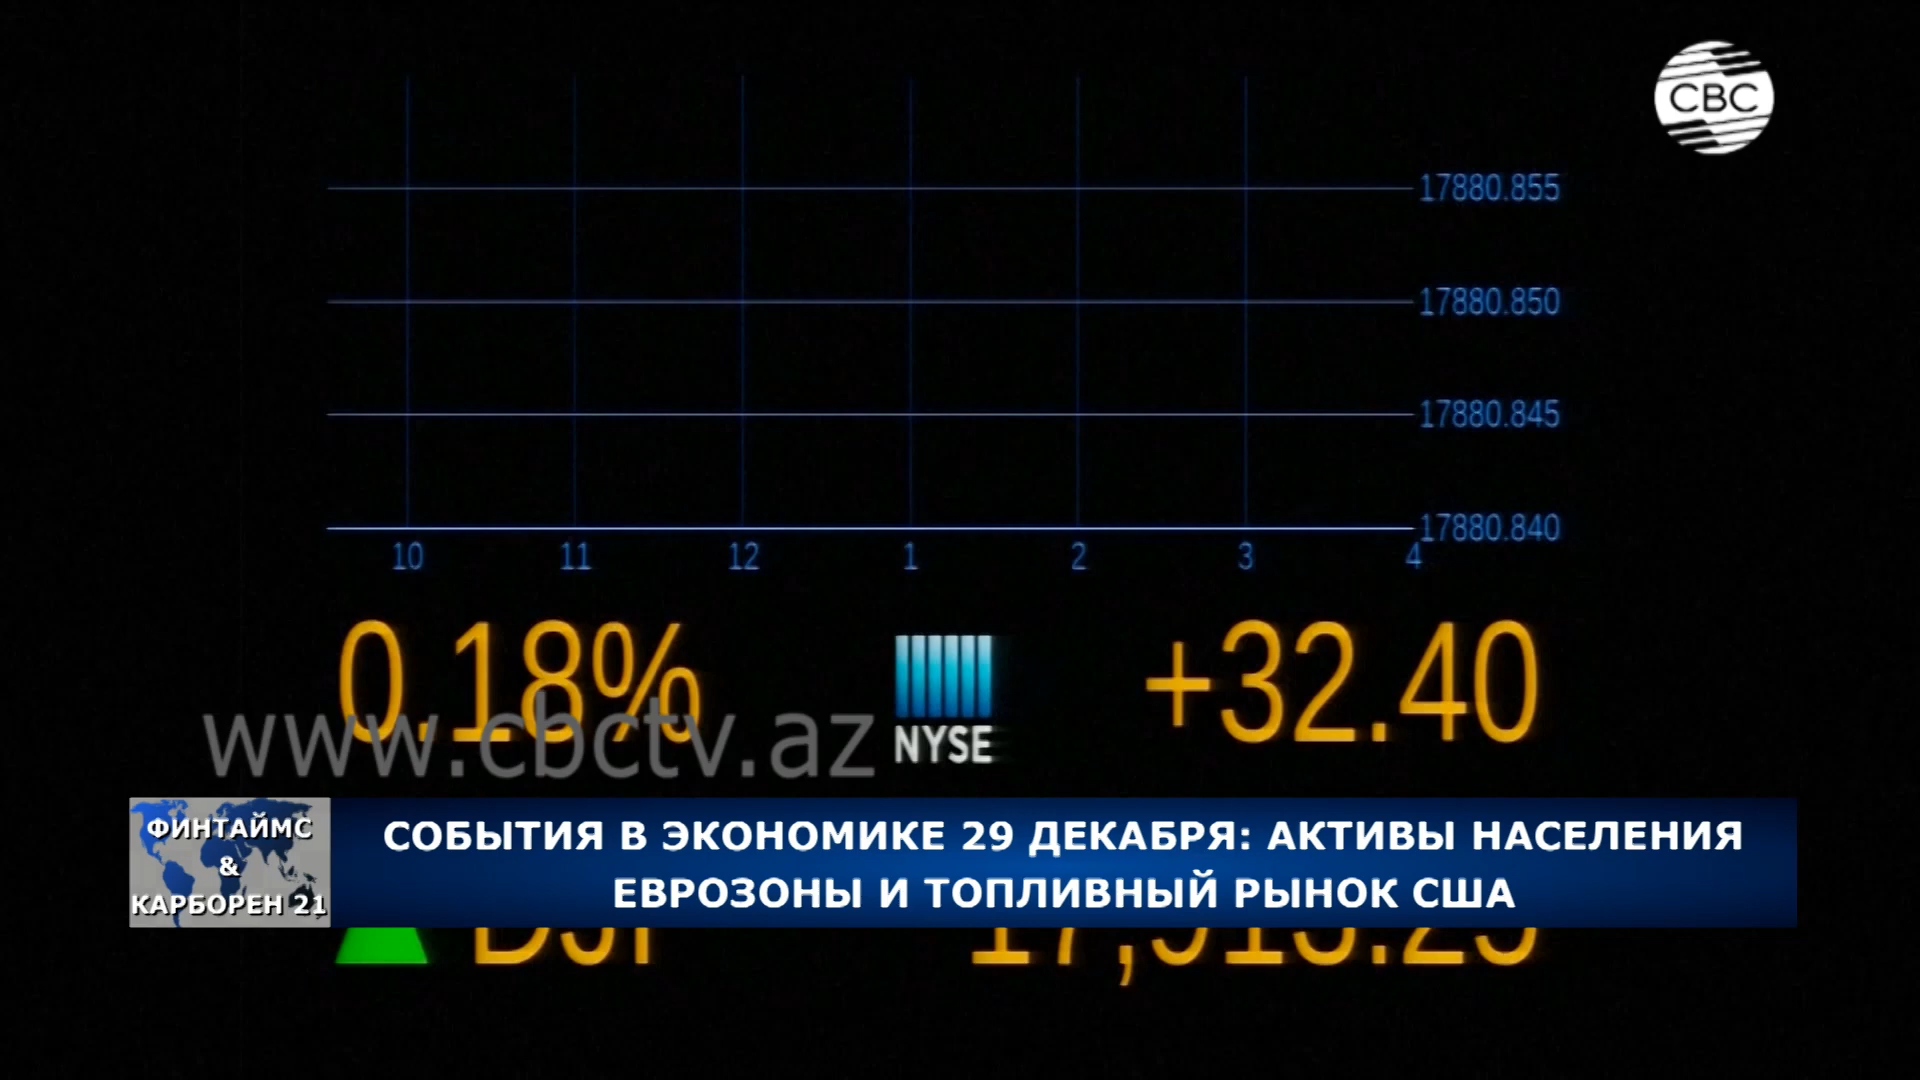 CBC
17880.855
17880.850
17880.845
17880.840
10 11 12 1 2 3 4
0.18% +32.40
www.cbctv.az
NYSE
ФИНТАЙМС
&
КАРБОРЕН 21
СОБЫТИЯ В ЭКОНОМИКЕ 29 ДЕКАБРЯ: АКТИВЫ НАСЕЛЕНИЯ
ЕВРОЗОНЫ И ТОПЛИВНЫЙ РЫНОК США